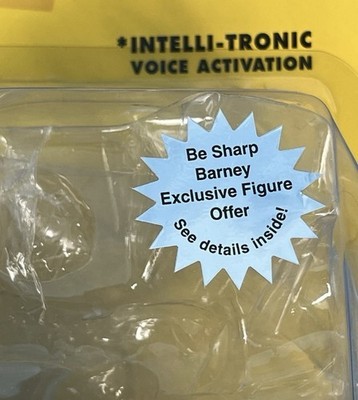 *INTELLI-TRONIC
VOICE ACTIVATION
Be Sharp
Barney
Exclusive Figure
Offer
See details inside!